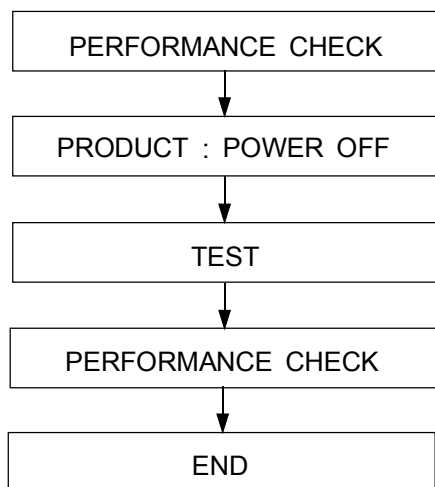 PERFORMANCE CHECK
PRODUCT : POWER OFF
TEST
PERFORMANCE CHECK
END